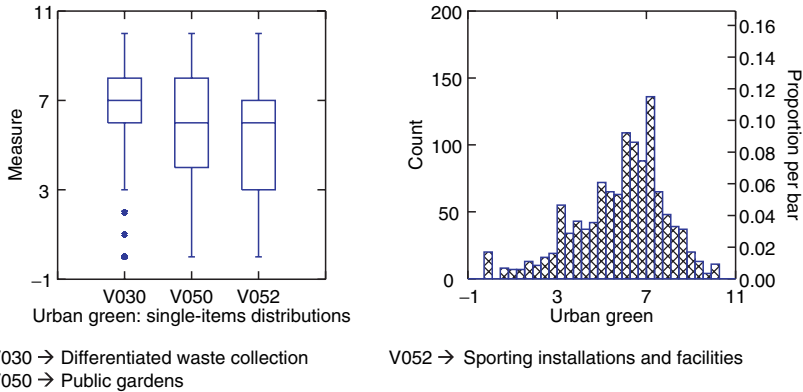 11
7
3
−1
Measure
V030 V050 V052
Urban green: single-items distributions
200
150
100
50
0
Count
0.16
0.14
0.12
0.10
0.08
0.06
0.04
0.02
0.00
Proportion per bar
−1 3 7 11
Urban green
V030 → Differentiated waste collection
V052 → Sporting installations and facilities
V050 → Public gardens